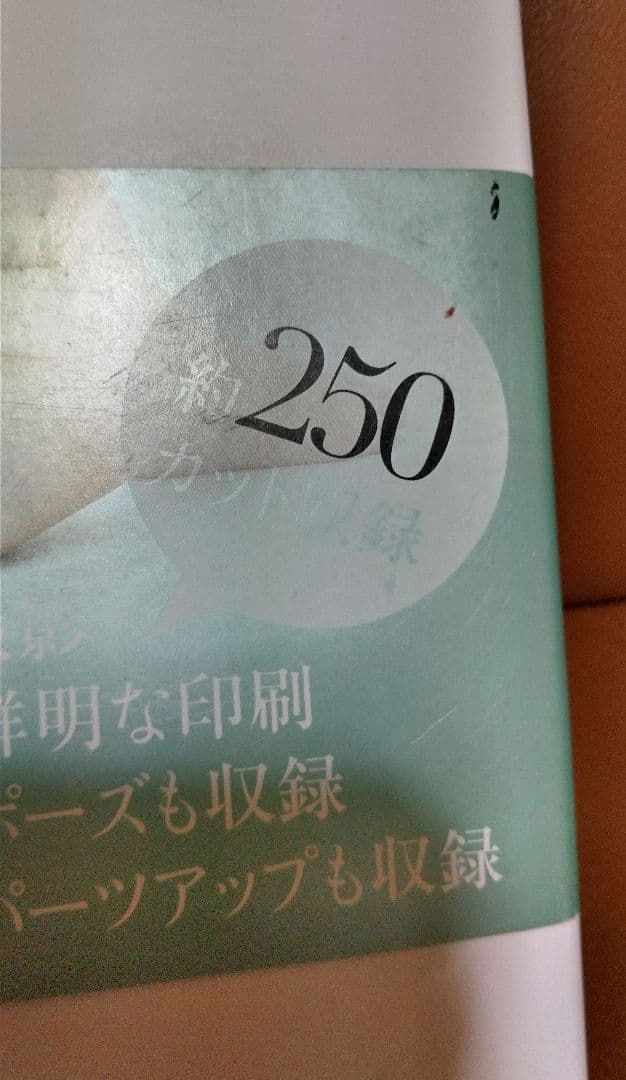 約250
カット収録
影
鮮明な印刷
ポーズも収録
パーツアップも収録